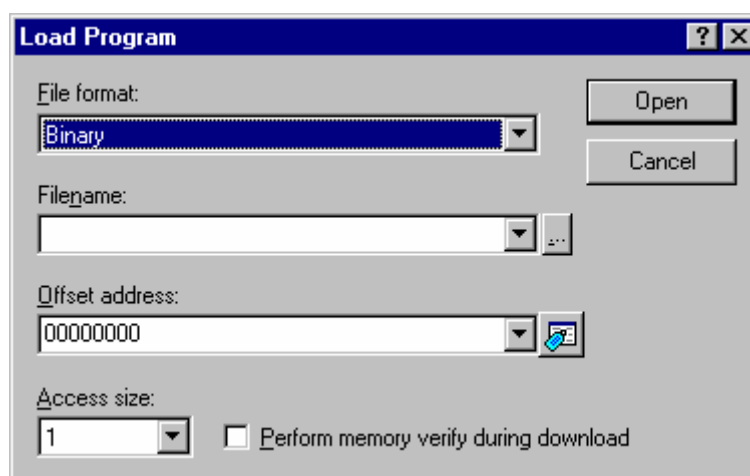 Load Program
File format:
Open
Binary
Cancel
Filename:
...
Offset address:
00000000
Access size:
1
Perform memory verify during download